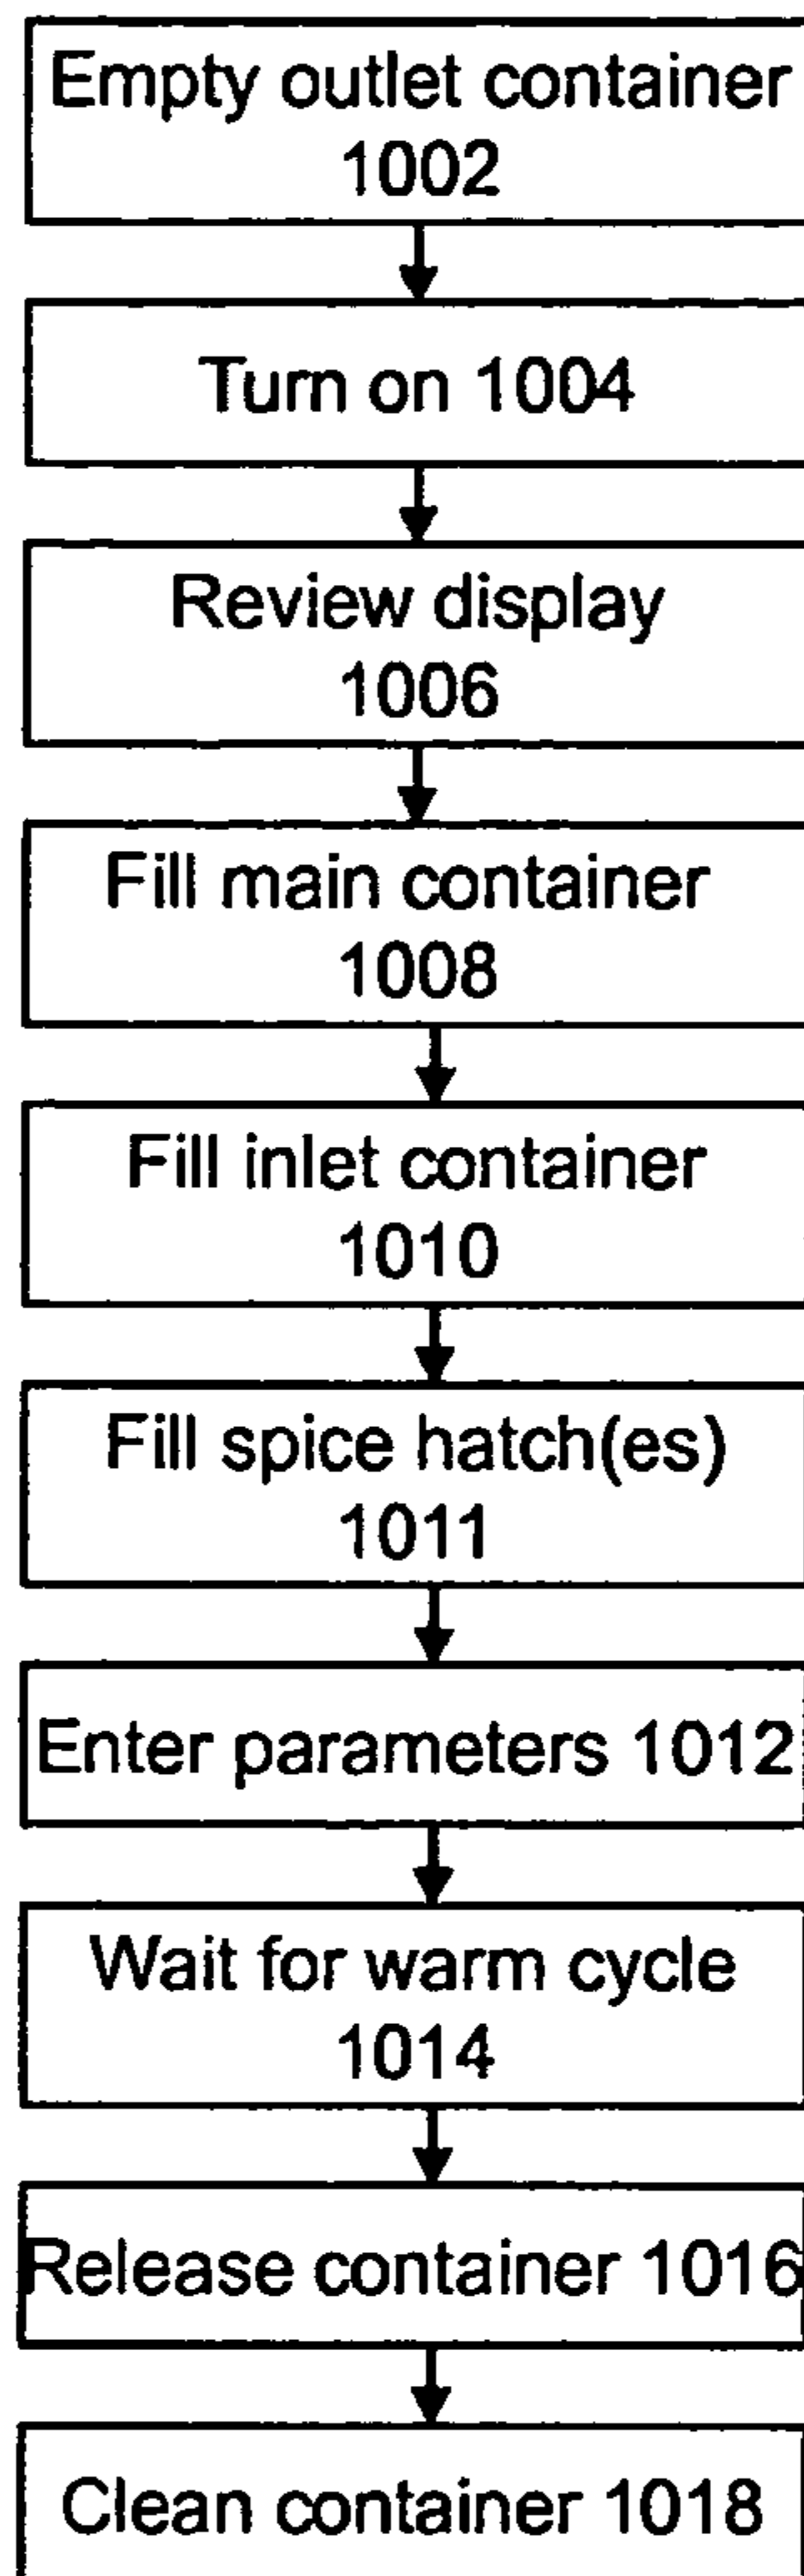 Empty outlet container
1002
Turn on 1004
Review display
1006
Fill main container
1008
Fill inlet container
1010
Fill spice hatch(es)
1011
Enter parameters 1012
Wait for warm cycle
1014
Release container 1016
Clean container 1018